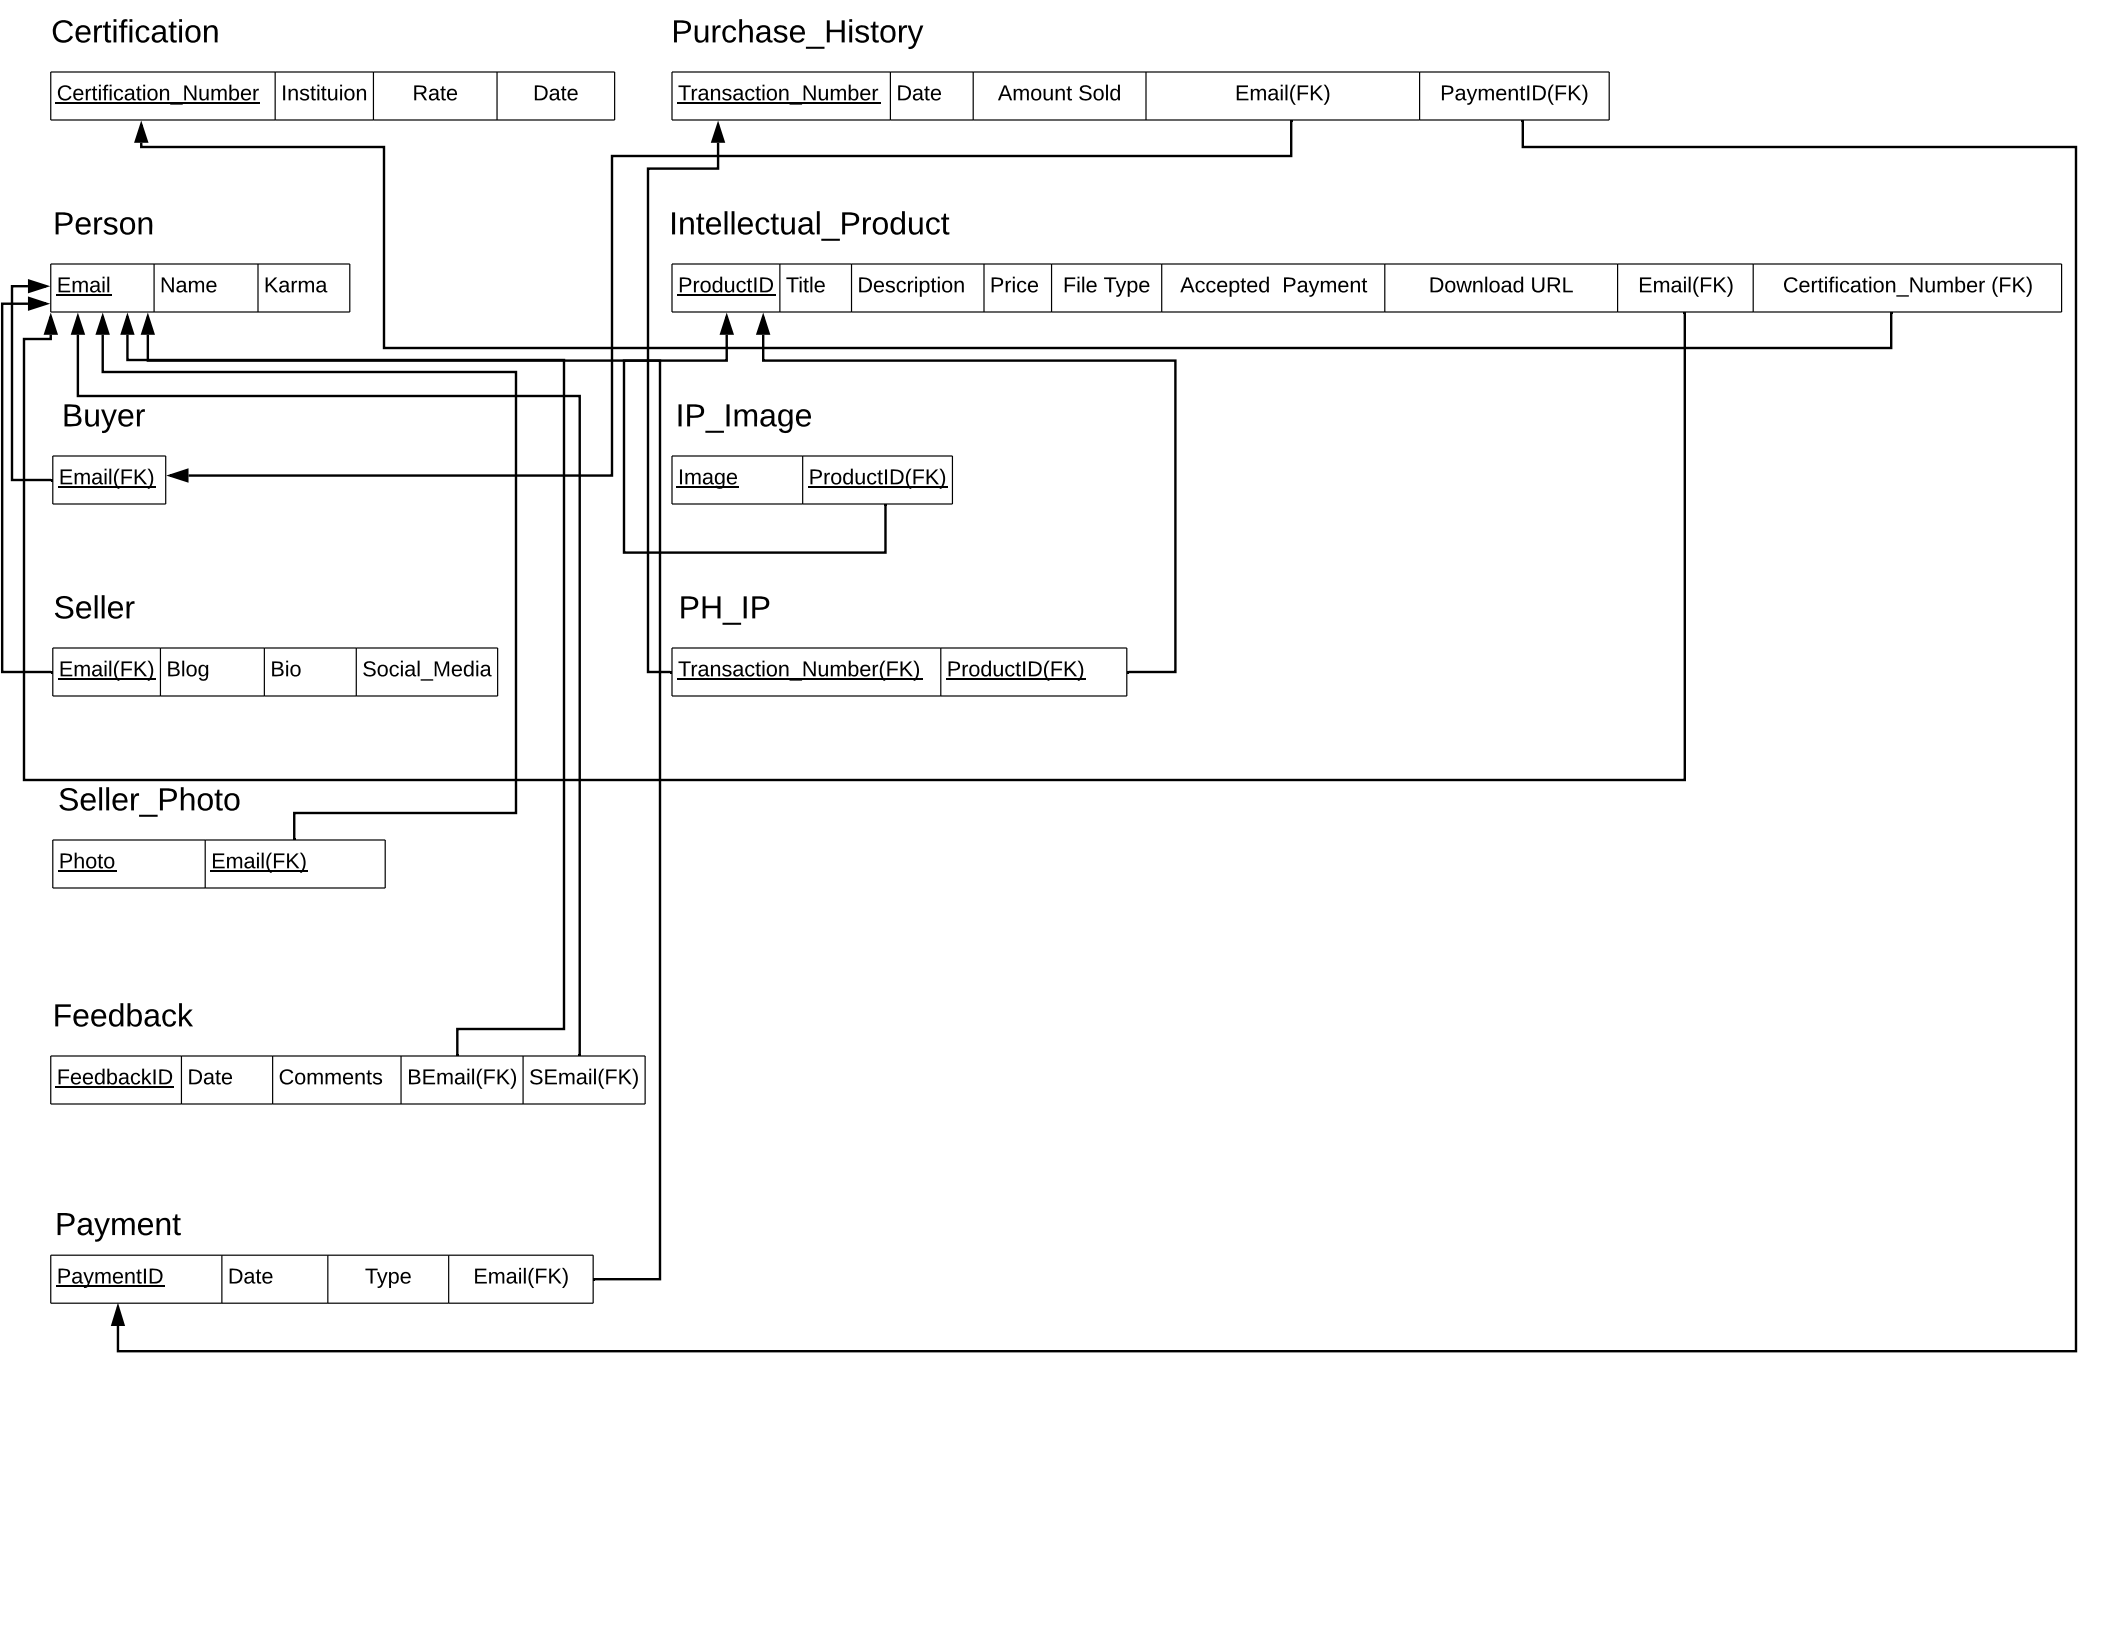 Certification
Certification_Number Instituion Rate Date
Purchase_History
Transaction_Number Date Amount Sold Email(FK) PaymentID(FK)
Person
Email Name Karma
Intellectual_Product
ProductID Title Description Price File Type Accepted Payment Download URL Email(FK) Certification_Number (FK)
Buyer
Email(FK)
IP_Image
Image ProductID(FK)
Seller
Email(FK) Blog Bio Social_Media
PH_IP
Transaction_Number(FK) ProductID(FK)
Seller_Photo
Photo Email(FK)
Feedback
FeedbackID Date Comments BEmail(FK) SEmail(FK)
Payment
PaymentID Date Type Email(FK)